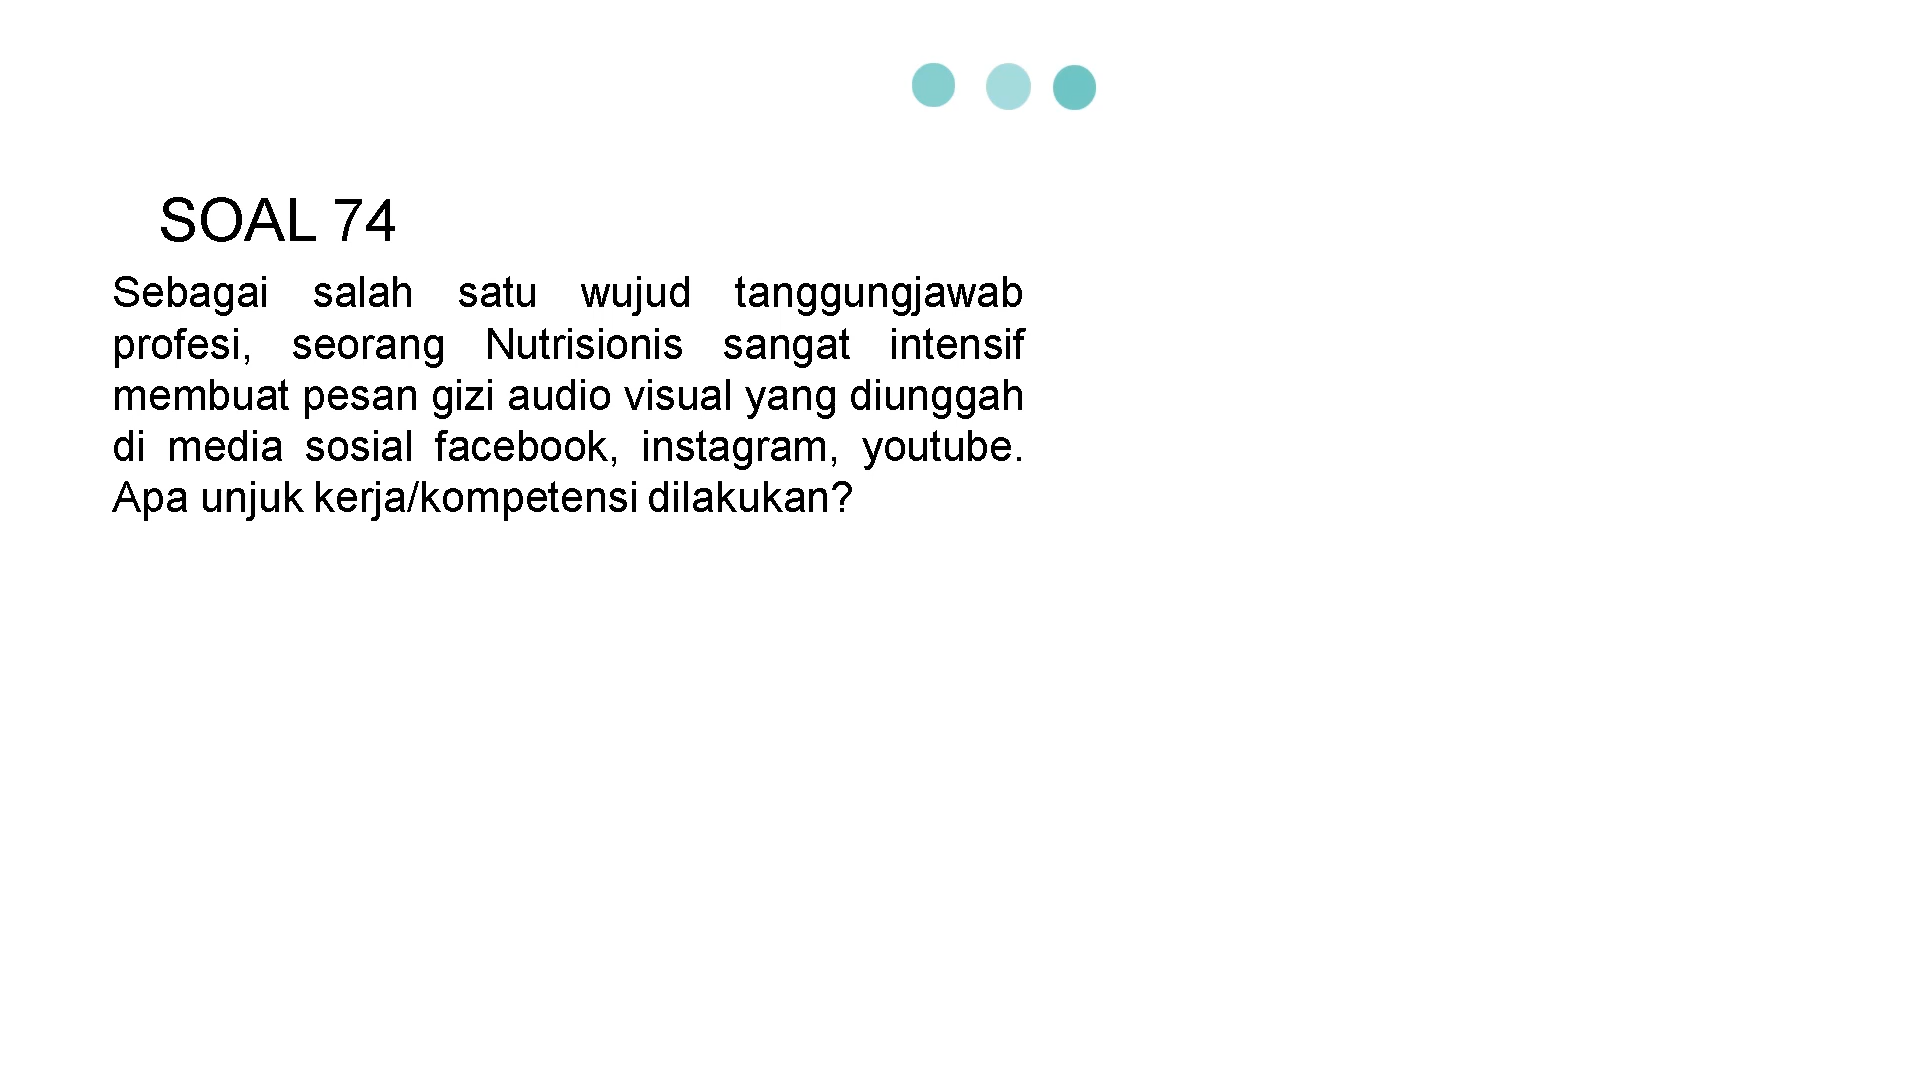 SOAL 74
Sebagai salah satu wujud tanggungjawab
profesi, seorang Nutrisionis sangat intensif
membuat pesan gizi audio visual yang diunggah
di media sosial facebook, instagram, youtube.
Apa unjuk kerja/kompetensi dilakukan?